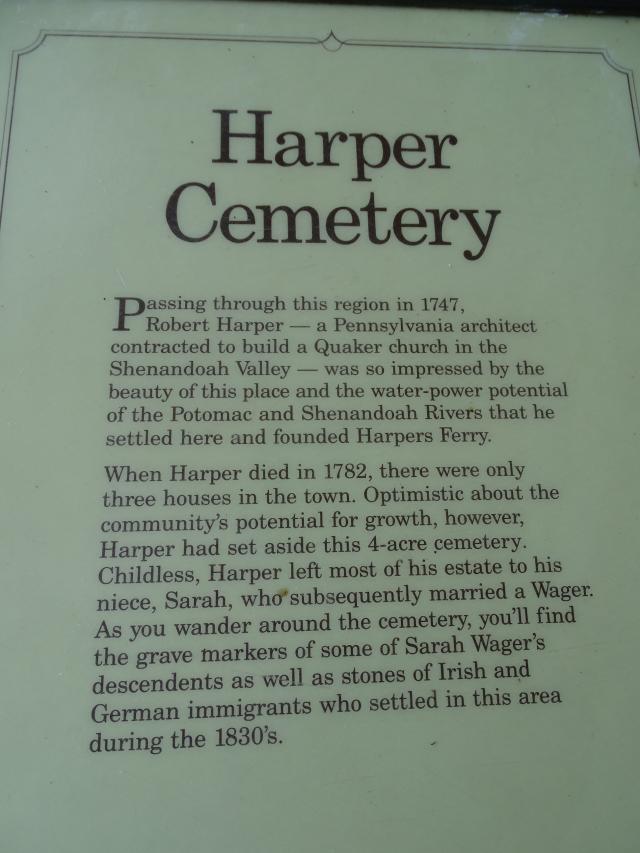 Harper
Cemetery
Passing through this region in 1747,
Robert Harper — a Pennsylvania architect
contracted to build a Quaker church in the
Shenandoah Valley — was so impressed by the
beauty of this place and the water-power potential
of the Potomac and Shenandoah Rivers that he
settled here and founded Harpers Ferry.
When Harper died in 1782, there were only
three houses in the town. Optimistic about the
community's potential for growth, however,
Harper had set aside this 4-acre cemetery.
Childless, Harper left most of his estate to his
niece, Sarah, who subsequently married a Wager.
As you wander around the cemetery, you'll find
the grave markers of some of Sarah Wager's
descendents as well as stones of Irish and
German immigrants who settled in this area
during the 1830's.